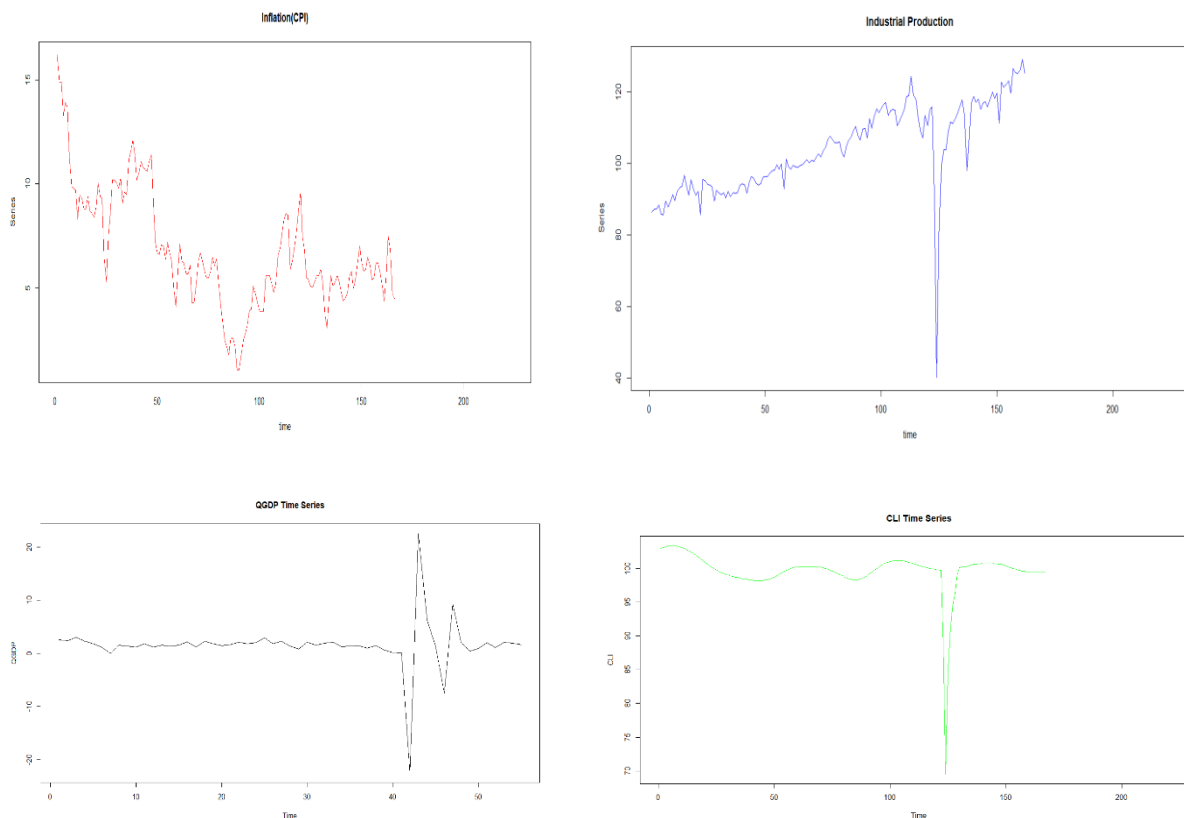 Inflation(CPI)
15
10
5
Series
0 50 100 150 200
time
Industrial Production
120
100
80
60
40
Series
0 50 100 150 200
time
QGDP Time Series
20
10
0
-10
-20
QGDP
0 10 20 30 40 50
Time
CLI Time Series
100
95
90
85
80
75
70
CLI
0 50 100 150 200
Time